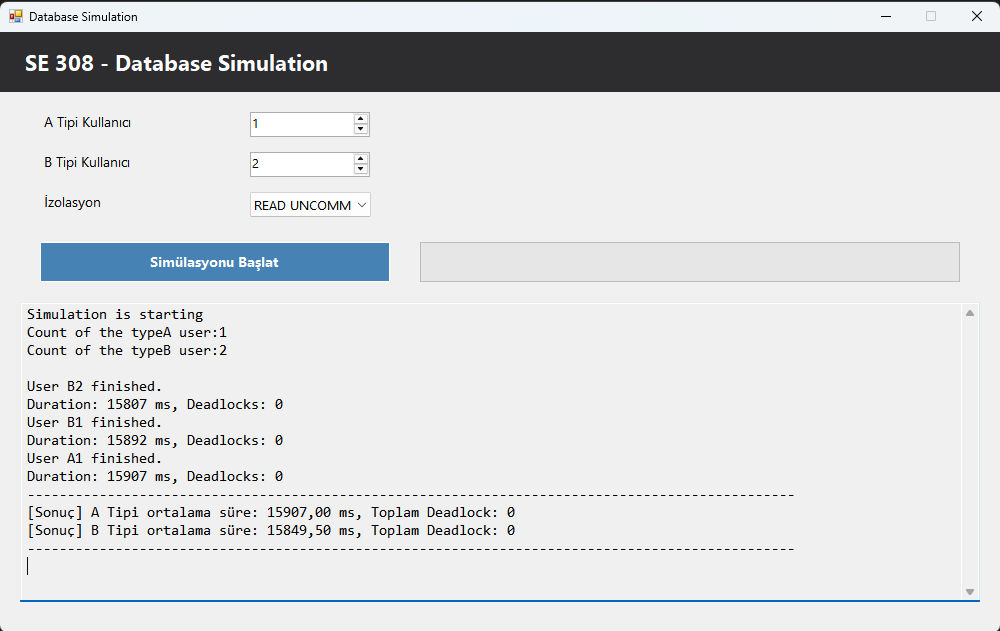 Database Simulation
SE 308 - Database Simulation
A Tipi Kullanıcı
1
B Tipi Kullanıcı
2
İzolasyon
READ UNCOMM
Simülasyonu Başlat
Simulation is starting
Count of the typeA user:1
Count of the typeB user:2
User B2 finished.
Duration: 15807 ms, Deadlocks: 0
User B1 finished.
Duration: 15892 ms, Deadlocks: 0
User A1 finished.
Duration: 15907 ms, Deadlocks: 0
------------------------------------------------------------------------------------------------
[Sonuç] A Tipi ortalama süre: 15907,00 ms, Toplam Deadlock: 0
[Sonuç] B Tipi ortalama süre: 15849,50 ms, Toplam Deadlock: 0
------------------------------------------------------------------------------------------------